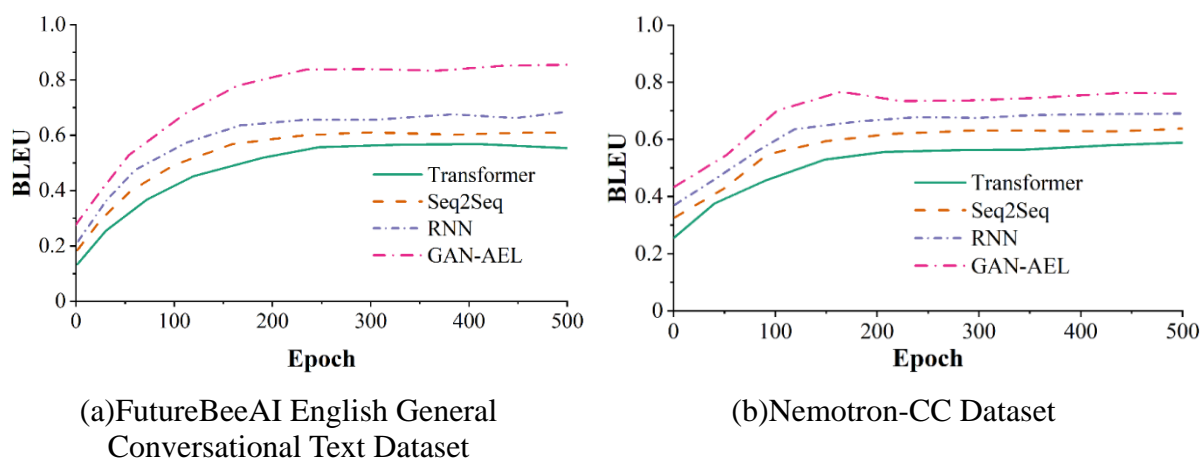 1.0
0.8
0.6
0.4
0.2
0
BLEU
Transformer
Seq2Seq
RNN
GAN-AEL
0 100 200 300 400 500
Epoch
(a)FutureBeeAI English General
Conversational Text Dataset
1.0
0.8
0.6
0.4
0.2
0
BLEU
Transformer
Seq2Seq
RNN
GAN-AEL
0 100 200 300 400 500
Epoch
(b)Nemotron-CC Dataset